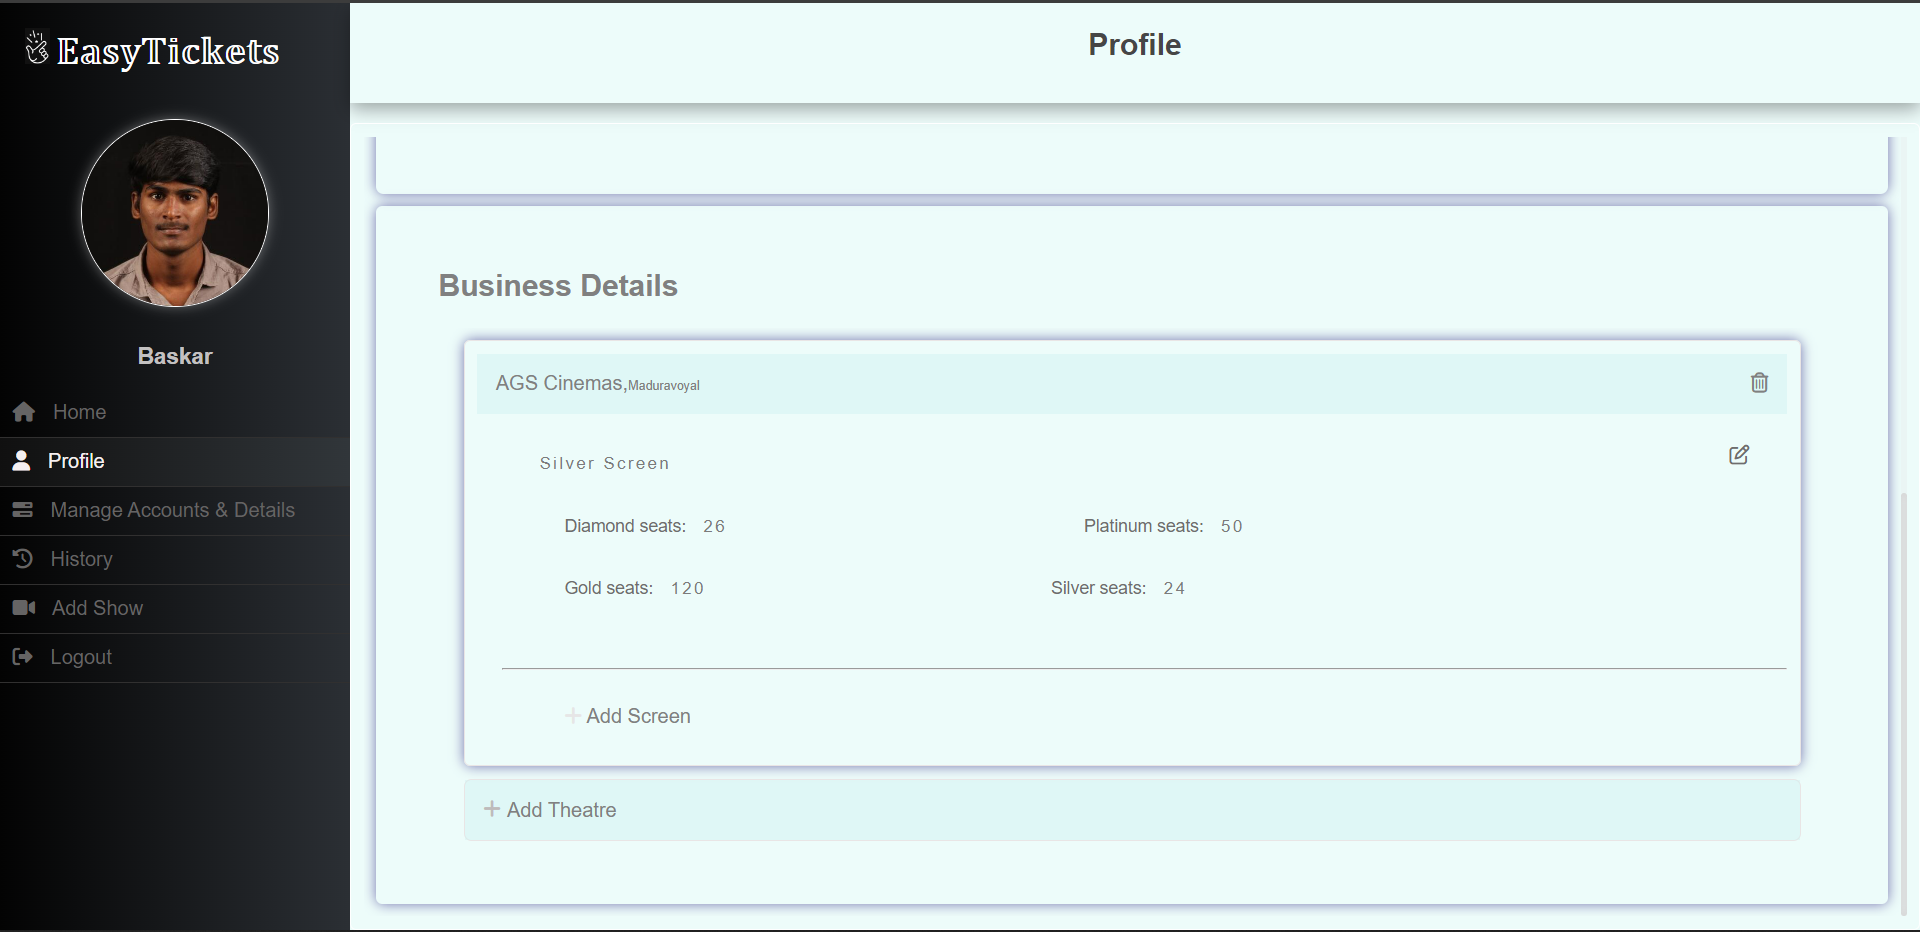 EasyTickets
Profile
Baskar
Home
Profile
Manage Accounts & Details
History
Add Show
Logout
Business Details
AGS Cinemas,Maduravoyal
Silver Screen
Diamond seats: 26 Platinum seats: 50
Gold seats: 120 Silver seats: 24
Add Screen
Add Theatre